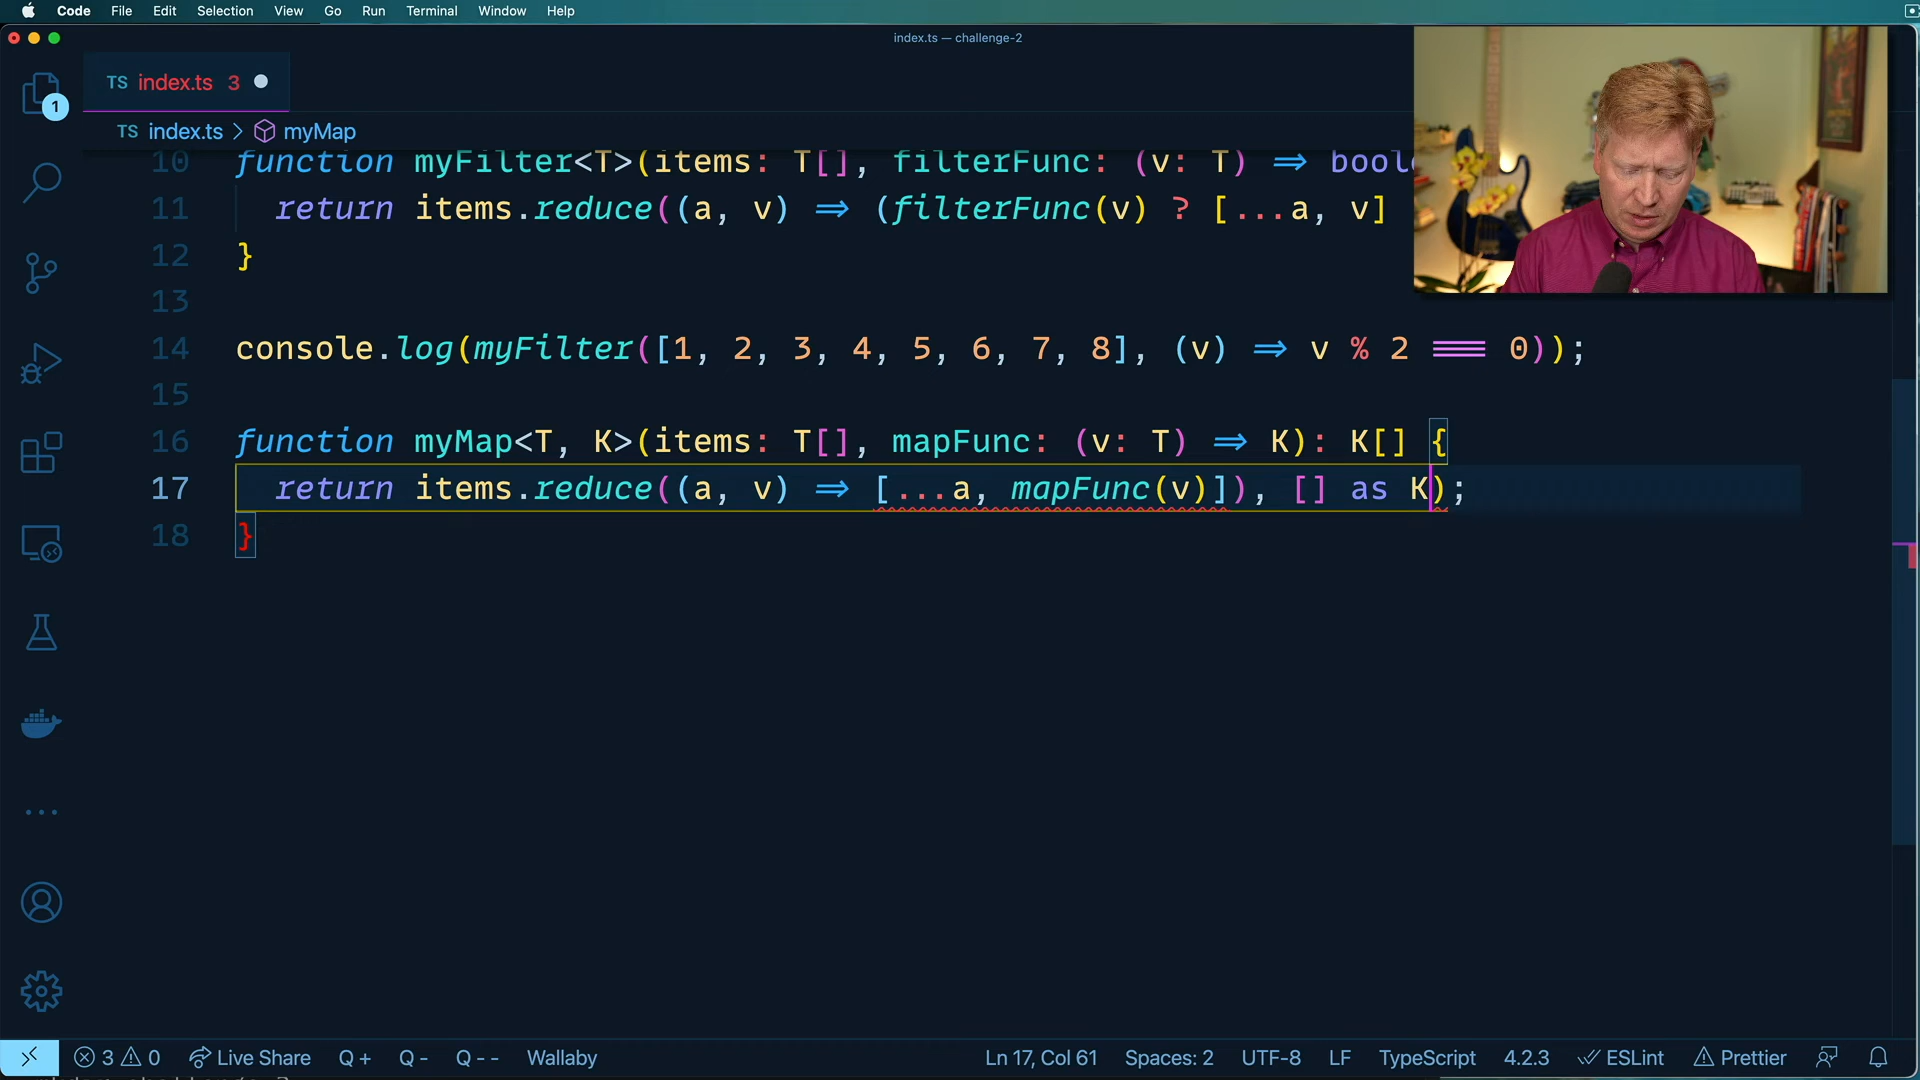 Code File Edit Selection View Go Run Terminal Window Help
index.ts — challenge-2
TS index.ts 3
1
TS index.ts > myMap
10 function myFilter<T>(items: T[], filterFunc: (v: T) ⇒ boole
11 return items.reduce((a, v) ⇒ (filterFunc(v) ? [...a, v]
12 }
13
14 console.log(myFilter([1, 2, 3, 4, 5, 6, 7, 8], (v) ⇒ v % 2 === 0));
15
16 function myMap<T, K>(items: T[], mapFunc: (v: T) ⇒ K): K[] {
17 return items.reduce((a, v) ⇒ [...a, mapFunc(v)]), [] as K);
18 }
3 0 Live Share Q + Q - Q - - Wallaby Ln 17, Col 61 Spaces: 2 UTF-8 LF TypeScript 4.2.3 ESLint Prettier